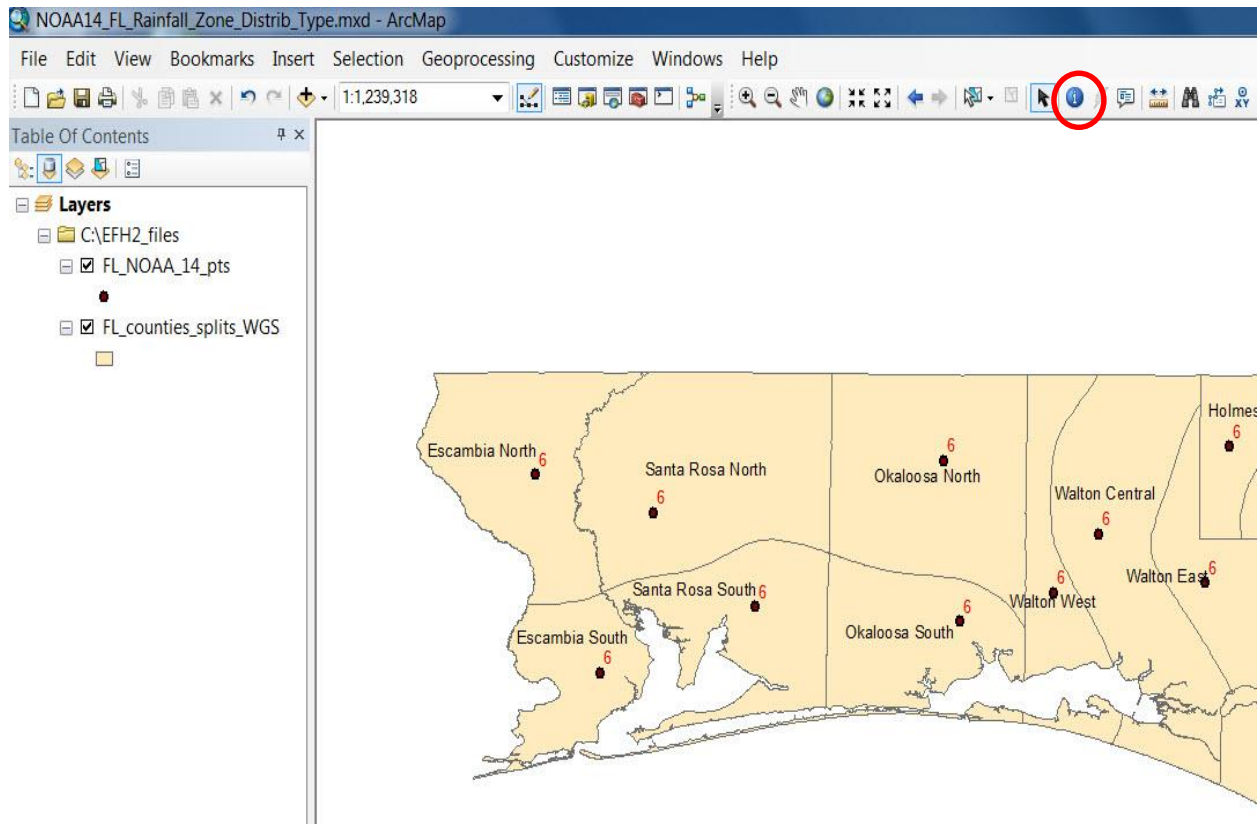 NOAA14_FL_Rainfall_Zone_Distrib_Type.mxd - ArcMap
File Edit View Bookmarks Insert Selection Geoprocessing Customize Windows Help
1:1,239,318
Table Of Contents
Layers
C:\EFH2_files
FL_NOAA_14_pts
FL_counties_splits_WGS
Holmes
6
Escambia North 6
6
Santa Rosa North
Okaloosa North
6
Walton Central
6
Walton East 6
6
Santa Rosa South 6
Walton West
6
Okaloosa South
Escambia South
6